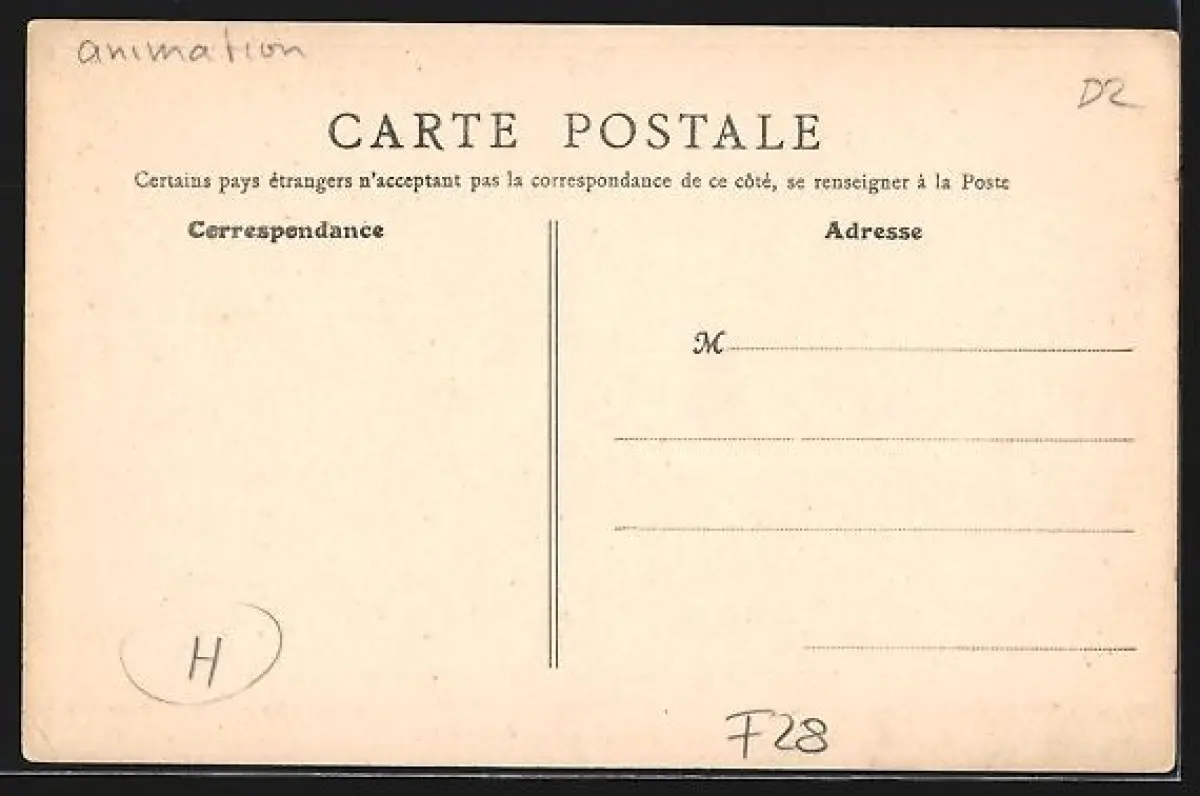 animation
D2
CARTE POSTALE
Certains pays étrangers n'acceptant pas la correspondance de ce côté, se renseigner à la Poste
Correspondance
Adresse
M
H
F28